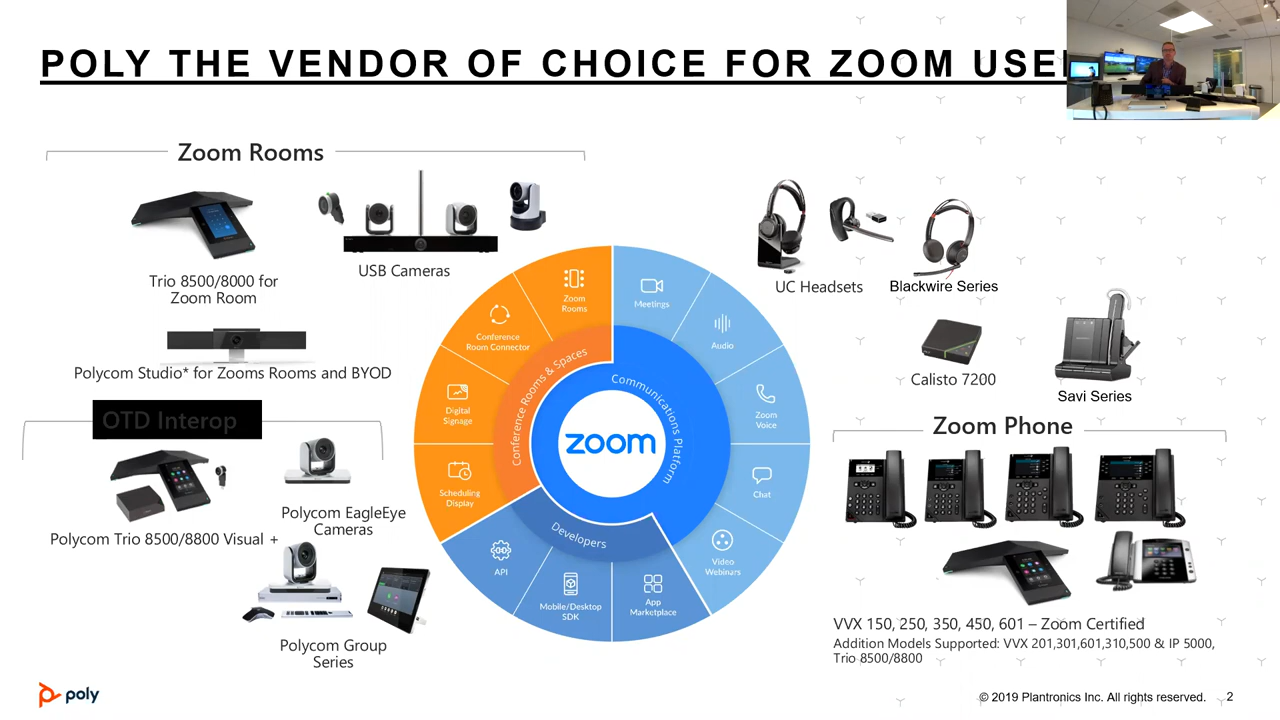 POLY THE VENDOR OF CHOICE FOR ZOOM USE
Zoom Rooms
Trio 8500/8000 for
Zoom Room
USB Cameras
Polycom Studio* for Zooms Rooms and BYOD
OTD Interop
Polycom Trio 8500/8800 Visual +
Polycom EagleEye
Cameras
Polycom Group
Series
Zoom
Rooms
Conference
Room Connector
Digital
Signage
Scheduling
Display
Conference Rooms & Spaces
Meetings
Audio
Zoom
Voice
Chat
Video
Webinars
Communications Platform
zoom
Developers
API
Mobile/Desktop
SDK
App
Marketplace
UC Headsets
Blackwire Series
Calisto 7200
Savi Series
Zoom Phone
VVX 150, 250, 350, 450, 601 – Zoom Certified
Addition Models Supported: VVX 201,301,601,310,500 & IP 5000,
Trio 8500/8800
poly
© 2019 Plantronics Inc. All rights reserved.
2